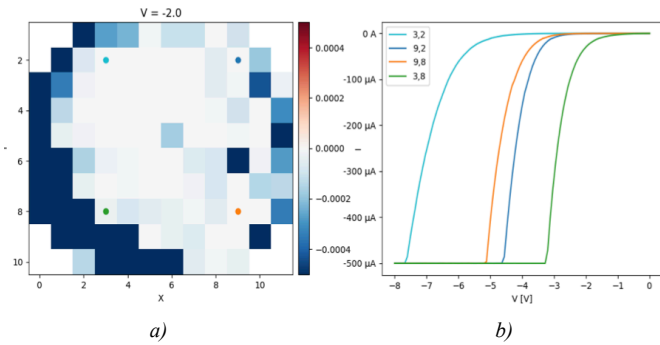 V = -2.0
2
4
6
8
10
0 2 4 6 8 10
X
0.0004
0.0002
0.0000
−0.0002
−0.0004
a)
3,2
9,2
9,8
3,8
0 A
-100 µA
-200 µA
-300 µA
-400 µA
-500 µA
I
−8 −7 −6 −5 −4 −3 −2 −1 0
V [V]
b)